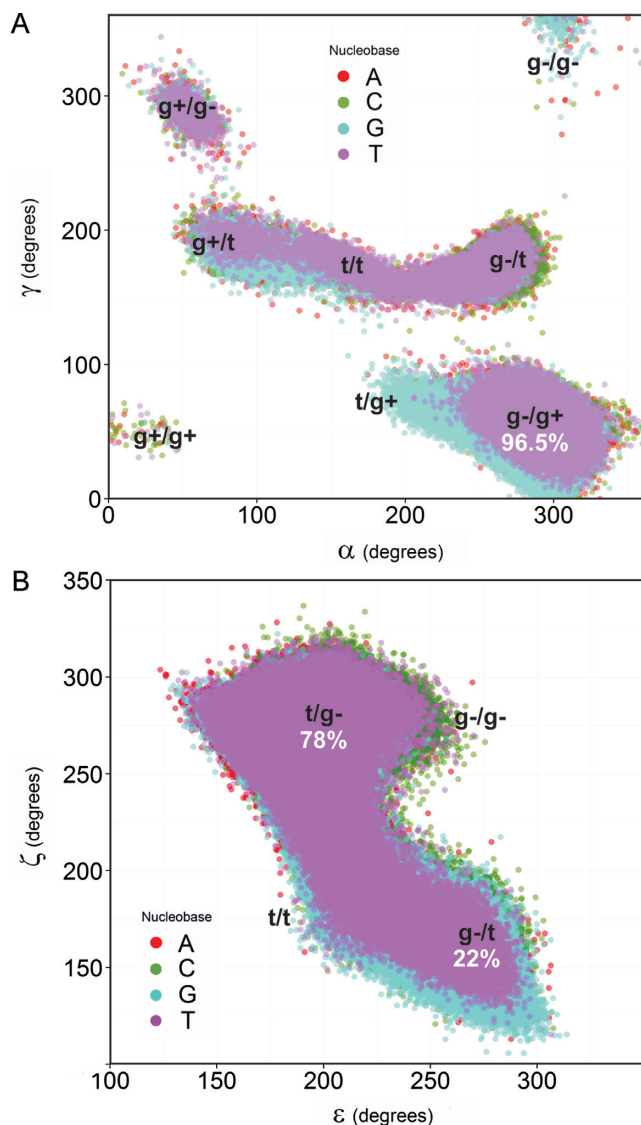 A
Nucleobase
A
C
G
T
g-/g-
g+/g-
g+/t
t/t
g-/t
t/g+
g-/g+
96.5%
g+/g+
300
200
100
0
γ (degrees)
0
100
200
300
α (degrees)
B
350
300
250
200
150
ζ (degrees)
t/g-
78%
g-/g-
t/t
g-/t
22%
Nucleobase
A
C
G
T
100
150
200
250
300
ε (degrees)